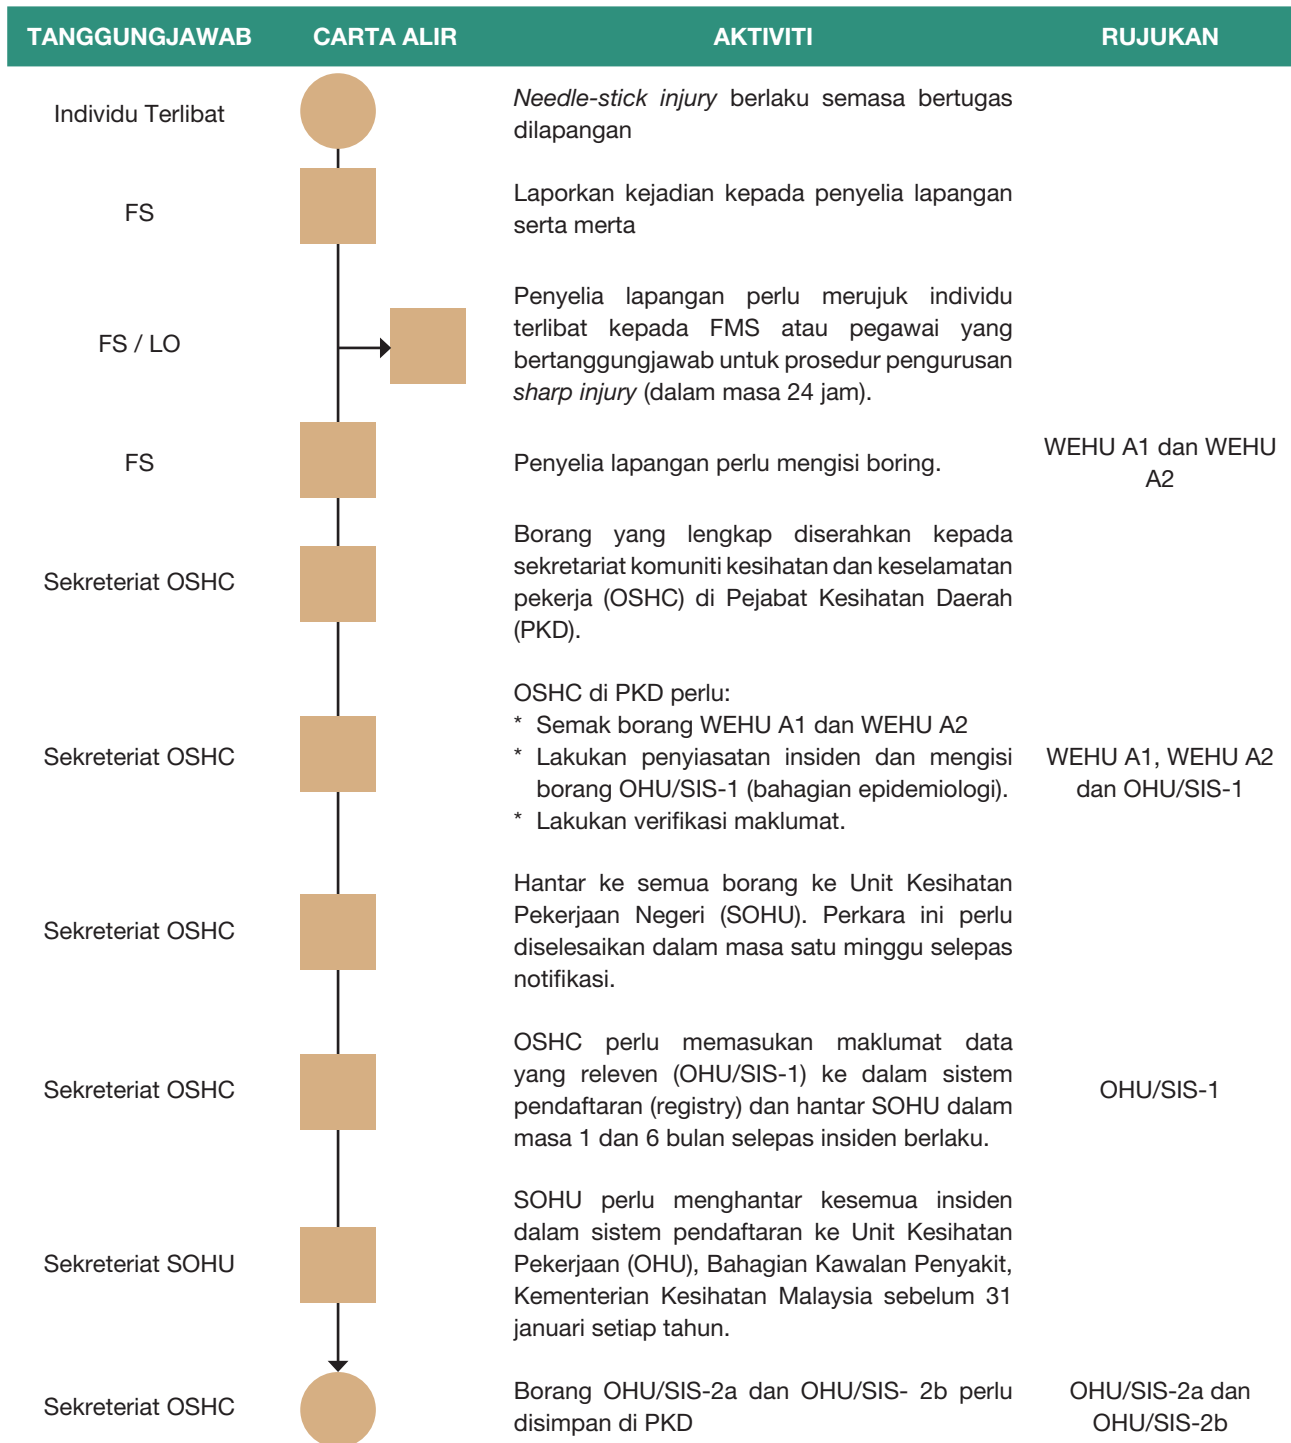 TANGGUNGJAWAB CARTA ALIR AKTIVITI RUJUKAN
Individu Terlibat
Needle-stick injury berlaku semasa bertugas
dilapangan
FS
Laporkan kejadian kepada penyelia lapangan
serta merta
FS / LO
Penyelia lapangan perlu merujuk individu
terlibat kepada FMS atau pegawai yang
bertanggungjawab untuk prosedur pengurusan
sharp injury (dalam masa 24 jam).
FS
Penyelia lapangan perlu mengisi boring.
WEHU A1 dan WEHU
A2
Sekreteriat OSHC
Borang yang lengkap diserahkan kepada
sekretariat komuniti kesihatan dan keselamatan
pekerja (OSHC) di Pejabat Kesihatan Daerah
(PKD).
Sekreteriat OSHC
OSHC di PKD perlu:
* Semak borang WEHU A1 dan WEHU A2
* Lakukan penyiasatan insiden dan mengisi
borang OHU/SIS-1 (bahagian epidemiologi).
* Lakukan verifikasi maklumat.
WEHU A1, WEHU A2
dan OHU/SIS-1
Sekreteriat OSHC
Hantar ke semua borang ke Unit Kesihatan
Pekerjaan Negeri (SOHU). Perkara ini perlu
diselesaikan dalam masa satu minggu selepas
notifikasi.
Sekreteriat OSHC
OSHC perlu memasukan maklumat data
yang releven (OHU/SIS-1) ke dalam sistem
pendaftaran (registry) dan hantar SOHU dalam
masa 1 dan 6 bulan selepas insiden berlaku.
OHU/SIS-1
Sekreteriat SOHU
SOHU perlu menghantar kesemua insiden
dalam sistem pendaftaran ke Unit Kesihatan
Pekerjaan (OHU), Bahagian Kawalan Penyakit,
Kementerian Kesihatan Malaysia sebelum 31
januari setiap tahun.
Sekreteriat OSHC
Borang OHU/SIS-2a dan OHU/SIS- 2b perlu
disimpan di PKD
OHU/SIS-2a dan
OHU/SIS-2b